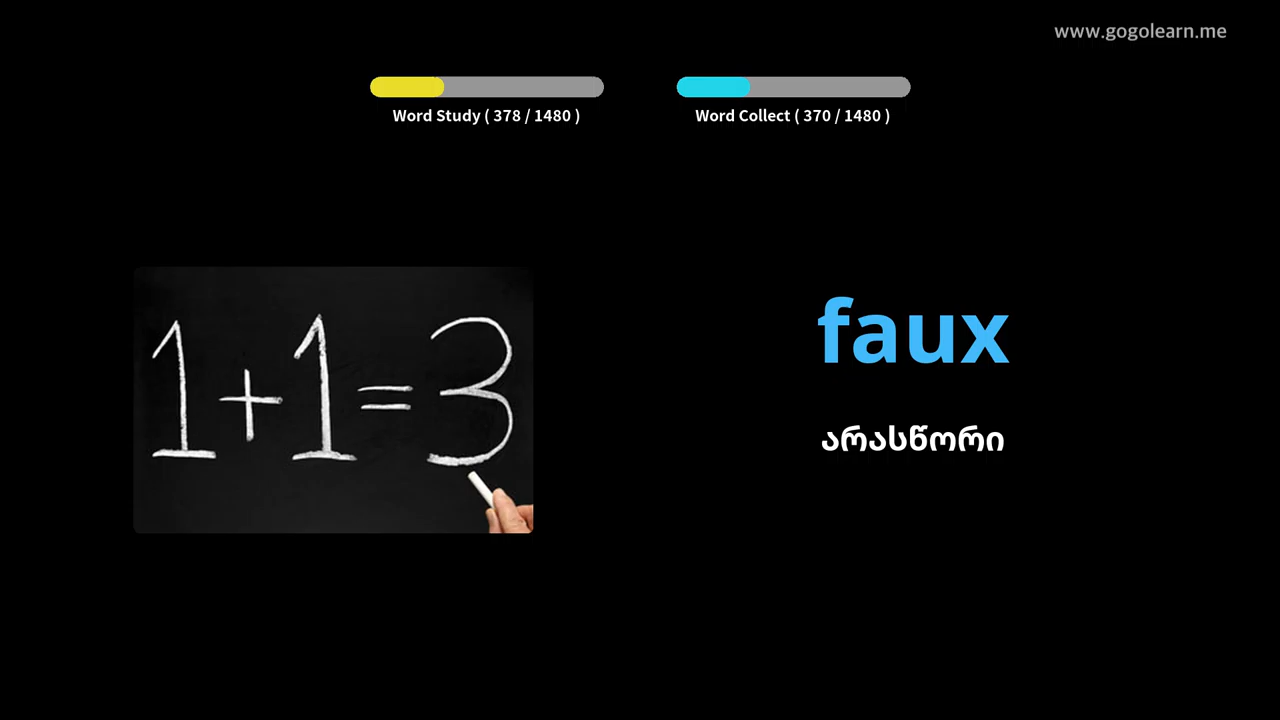 www.gogolearn.me
Word Study ( 378 / 1480 )
Word Collect ( 370 / 1480 )
1+1=3
faux
არასწორი